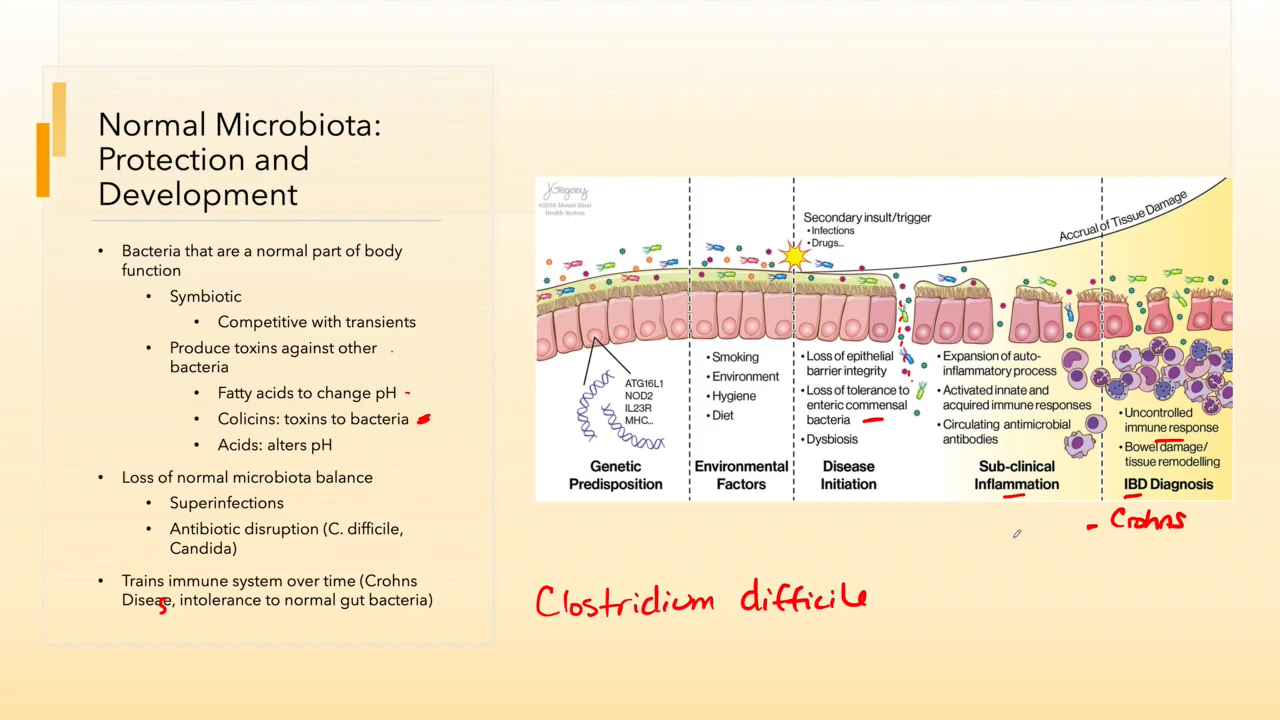 Normal Microbiota:
Protection and
Development
• Bacteria that are a normal part of body
function
• Symbiotic
• Competitive with transients
• Produce toxins against other
bacteria
• Fatty acids to change pH -
• Colicins: toxins to bacteria
• Acids: alters pH
• Loss of normal microbiota balance
• Superinfections
• Antibiotic disruption (C. difficile,
Candida)
• Trains immune system over time (Crohns
Diseae, intolerance to normal gut bacteria)
s
JGregory
©2016 Mount Sinai
Health System
Secondary insult/trigger
• Infections
• Drugs...
Accrual of Tissue Damage
ATG16L1
NOD2
IL23R
MHC...
• Smoking
• Environment
• Hygiene
• Diet
• Loss of epithelial
barrier integrity
• Loss of tolerance to
enteric commensal
bacteria
• Dysbiosis
• Expansion of auto-
inflammatory process
• Activated innate and
acquired immune responses
• Circulating antimicrobial
antibodies
• Uncontrolled
immune response
• Bowel damage/
tissue remodelling
Genetic
Predisposition
Environmental
Factors
Disease
Initiation
Sub-clinical
Inflammation
IBD Diagnosis
- Crohns
Clostridium difficile